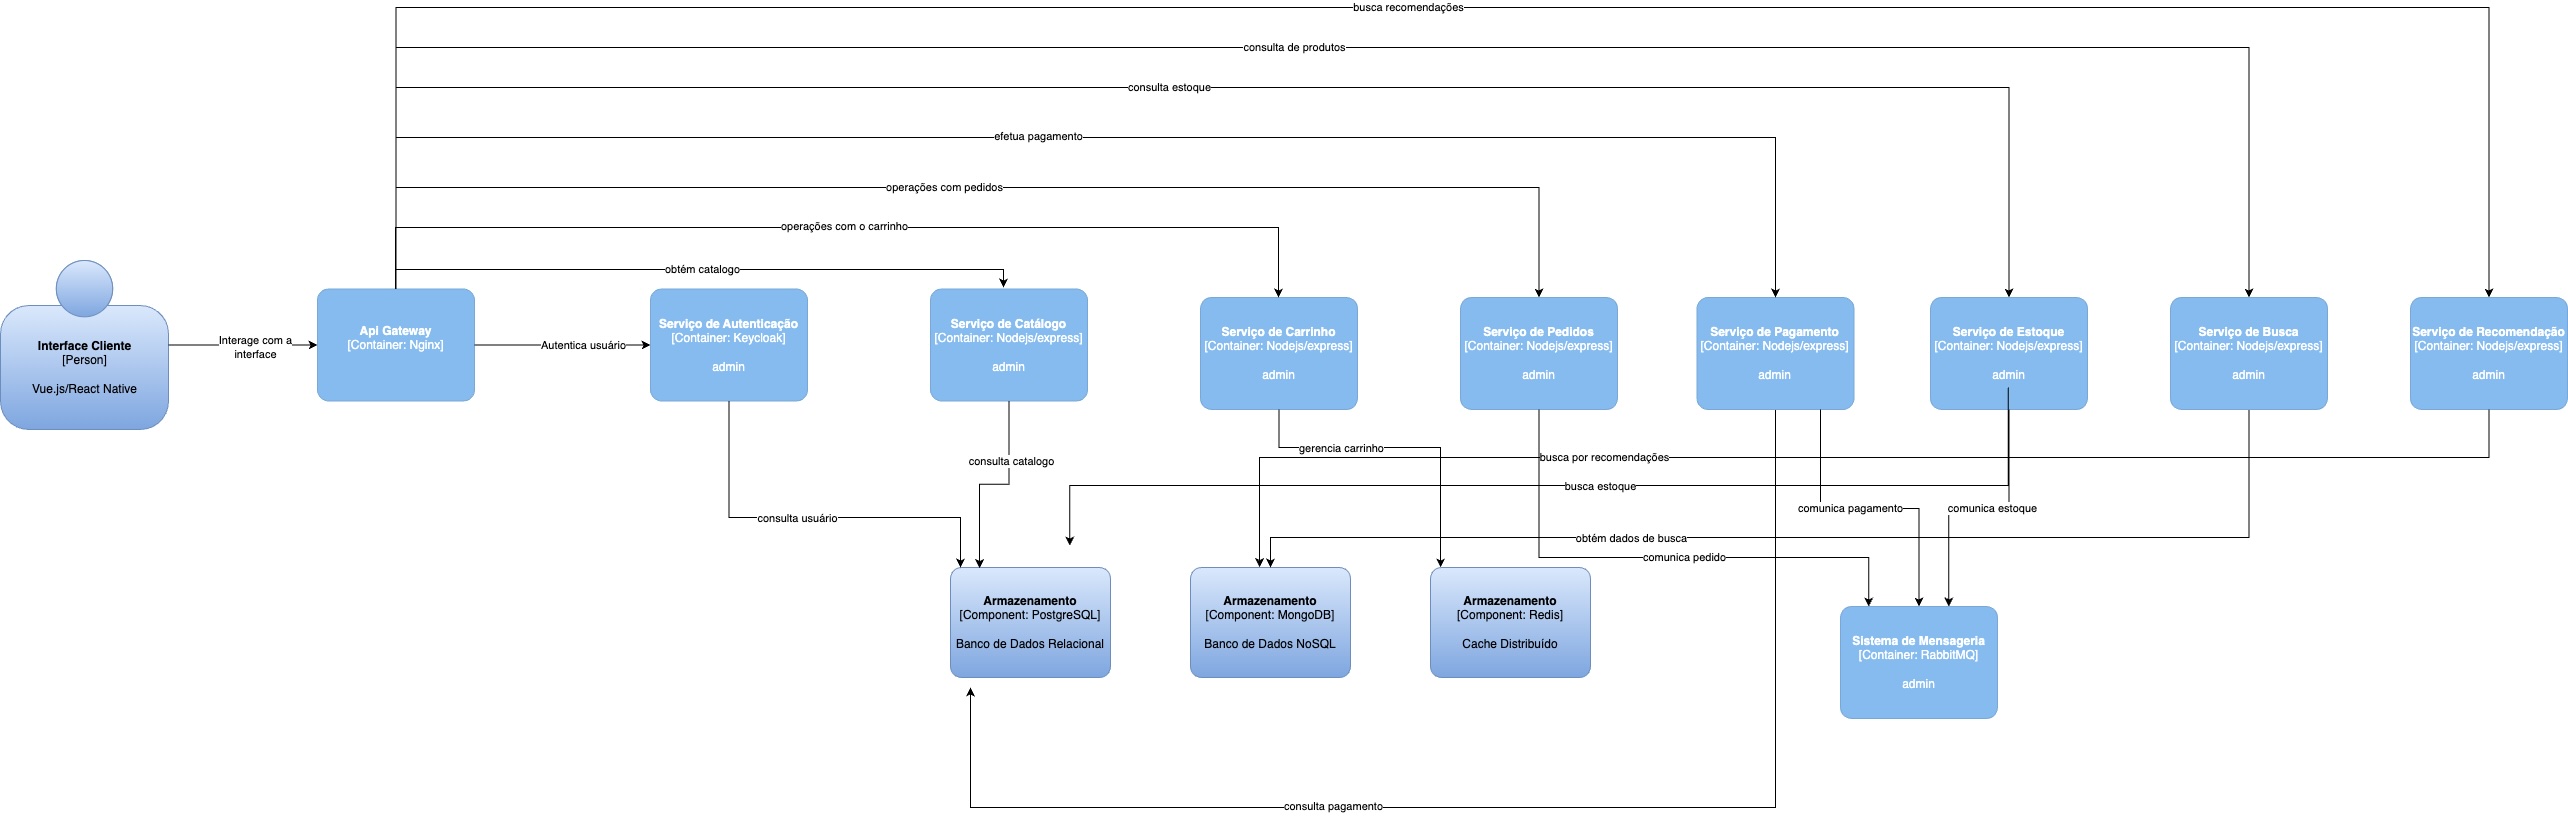 busca recomendações
consulta de produtos
consulta estoque
efetua pagamento
operações com pedidos
operações com o carrinho
obtém catalogo
Interface Cliente
[Person]
Vue.js/React Native
Interage com a
interface
Api Gateway
[Container: Nginx]
Autentica usuário
Serviço de Autenticação
[Container: Keycloak]
admin
Serviço de Catálogo
[Container: Nodejs/express]
admin
Serviço de Carrinho
[Container: Nodejs/express]
admin
Serviço de Pedidos
[Container: Nodejs/express]
admin
Serviço de Pagamento
[Container: Nodejs/express]
admin
Serviço de Estoque
[Container: Nodejs/express]
admin
Serviço de Busca
[Container: Nodejs/express]
admin
Serviço de Recomendação
[Container: Nodejs/express]
admin
gerencia carrinho
busca por recomendações
consulta catalogo
busca estoque
comunica pagamento
comunica estoque
consulta usuário
obtém dados de busca
comunica pedido
Armazenamento
[Component: PostgreSQL]
Banco de Dados Relacional
Armazenamento
[Component: MongoDB]
Banco de Dados NoSQL
Armazenamento
[Component: Redis]
Cache Distribuído
Sistema de Mensageria
[Container: RabbitMQ]
admin
consulta pagamento